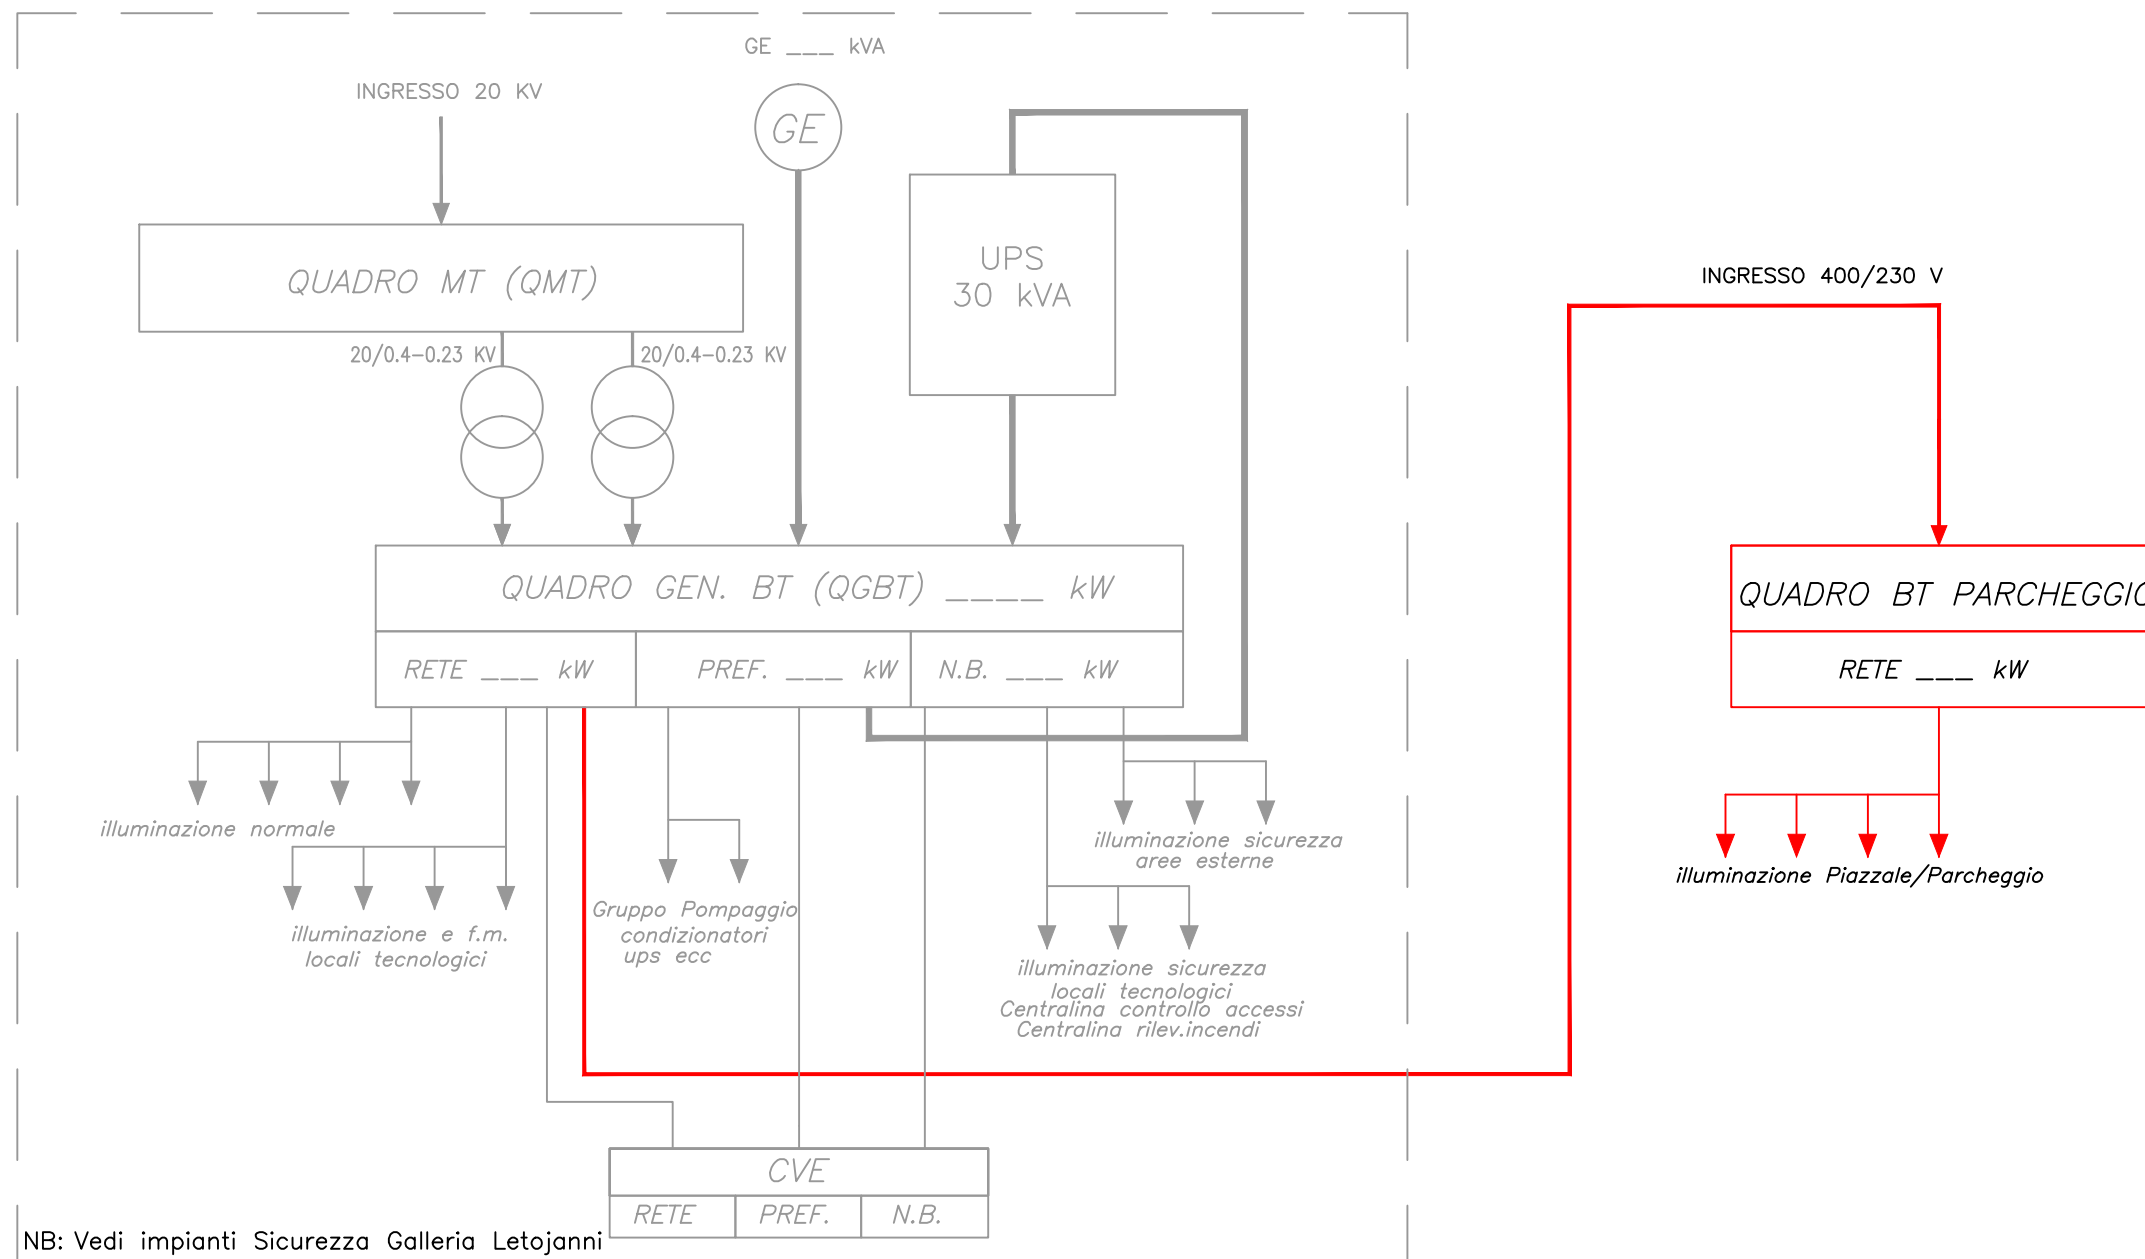 GE ___ kVA
INGRESSO 20 KV
GE
UPS
30 kVA
QUADRO MT (QMT)
INGRESSO 400/230 V
20/0.4-0.23 KV
20/0.4-0.23 KV
QUADRO GEN. BT (QGBT) ____ kW
QUADRO BT PARCHEGGIO
RETE ___ kW
PREF. ___ kW
N.B. ___ kW
RETE ___ kW
illuminazione normale
illuminazione sicurezza
aree esterne
illuminazione Piazzale/Parcheggio
illuminazione e f.m.
locali tecnologici
Gruppo Pompaggio
condizionatori
ups ecc
illuminazione sicurezza
locali tecnologici
Centralina controllo accessi
Centralina rilev.incendi
CVE
RETE
PREF.
N.B.
NB: Vedi impianti Sicurezza Galleria Letojanni